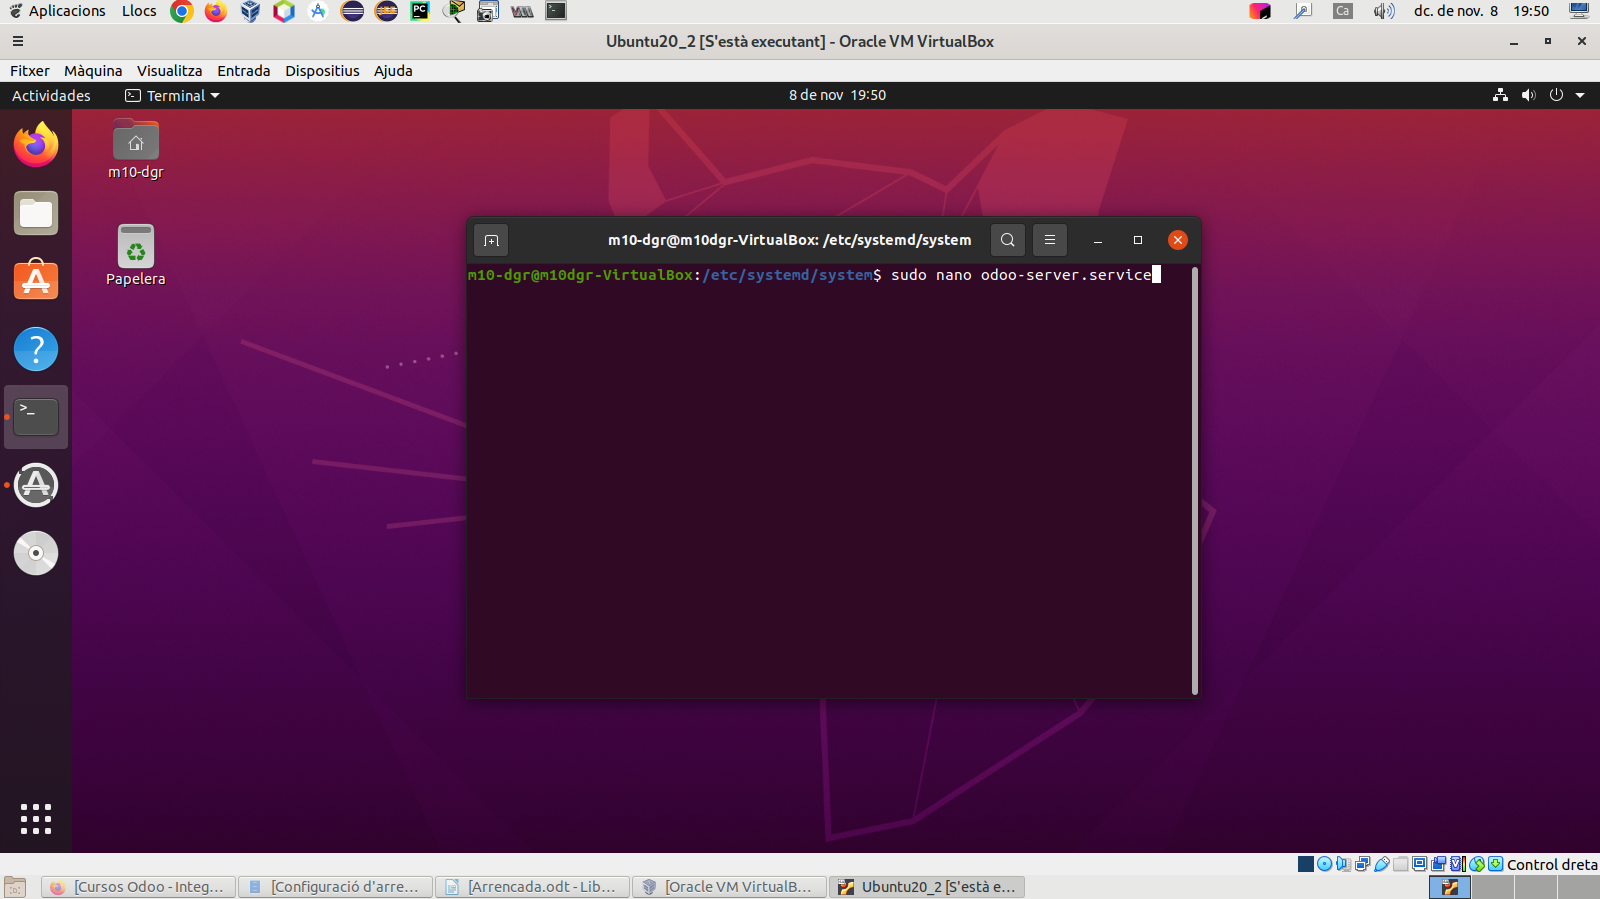 Aplicacions Llocs PC Ca dc. de nov. 8 19:50
Ubuntu20_2 [S'està executant] - Oracle VM VirtualBox
Fitxer Màquina Visualitza Entrada Dispositius Ajuda
Actividades Terminal 8 de nov 19:50
m10-dgr
Papelera
m10-dgr@m10dgr-VirtualBox: /etc/systemd/system
m10-dgr@m10dgr-VirtualBox:/etc/systemd/system$ sudo nano odoo-server.service
Control dreta
[Cursos Odoo - Integ... [Configuració d'arre... [Arrencada.odt - Lib... [Oracle VM VirtualB... Ubuntu20_2 [S'està e...